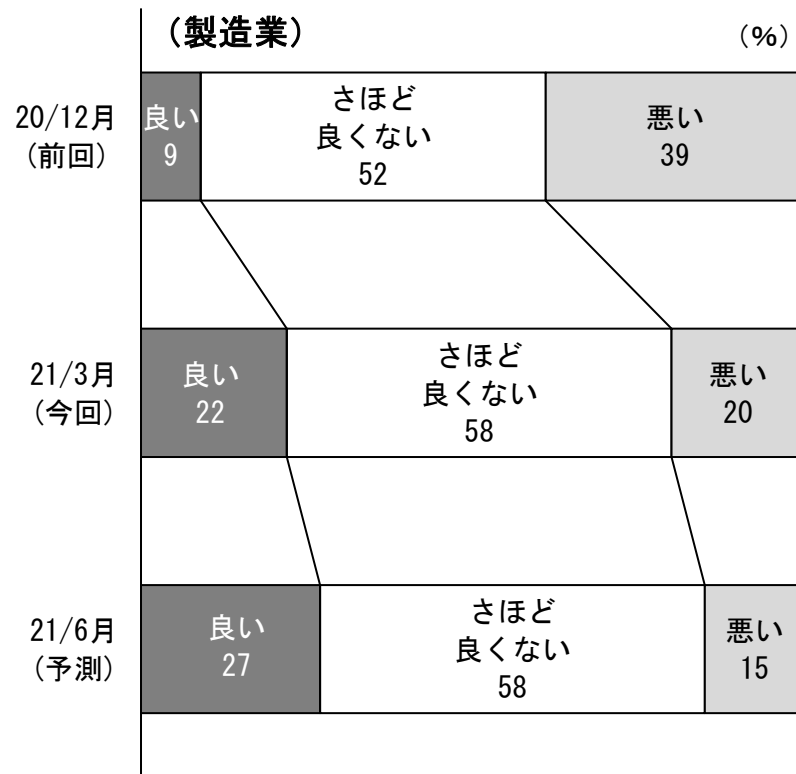 (製造業)
(%)
20/12月
(前回)
良い
9
さほど
良くない
52
悪い
39
21/3月
(今回)
良い
22
さほど
良くない
58
悪い
20
21/6月
(予測)
良い
27
さほど
良くない
58
悪い
15